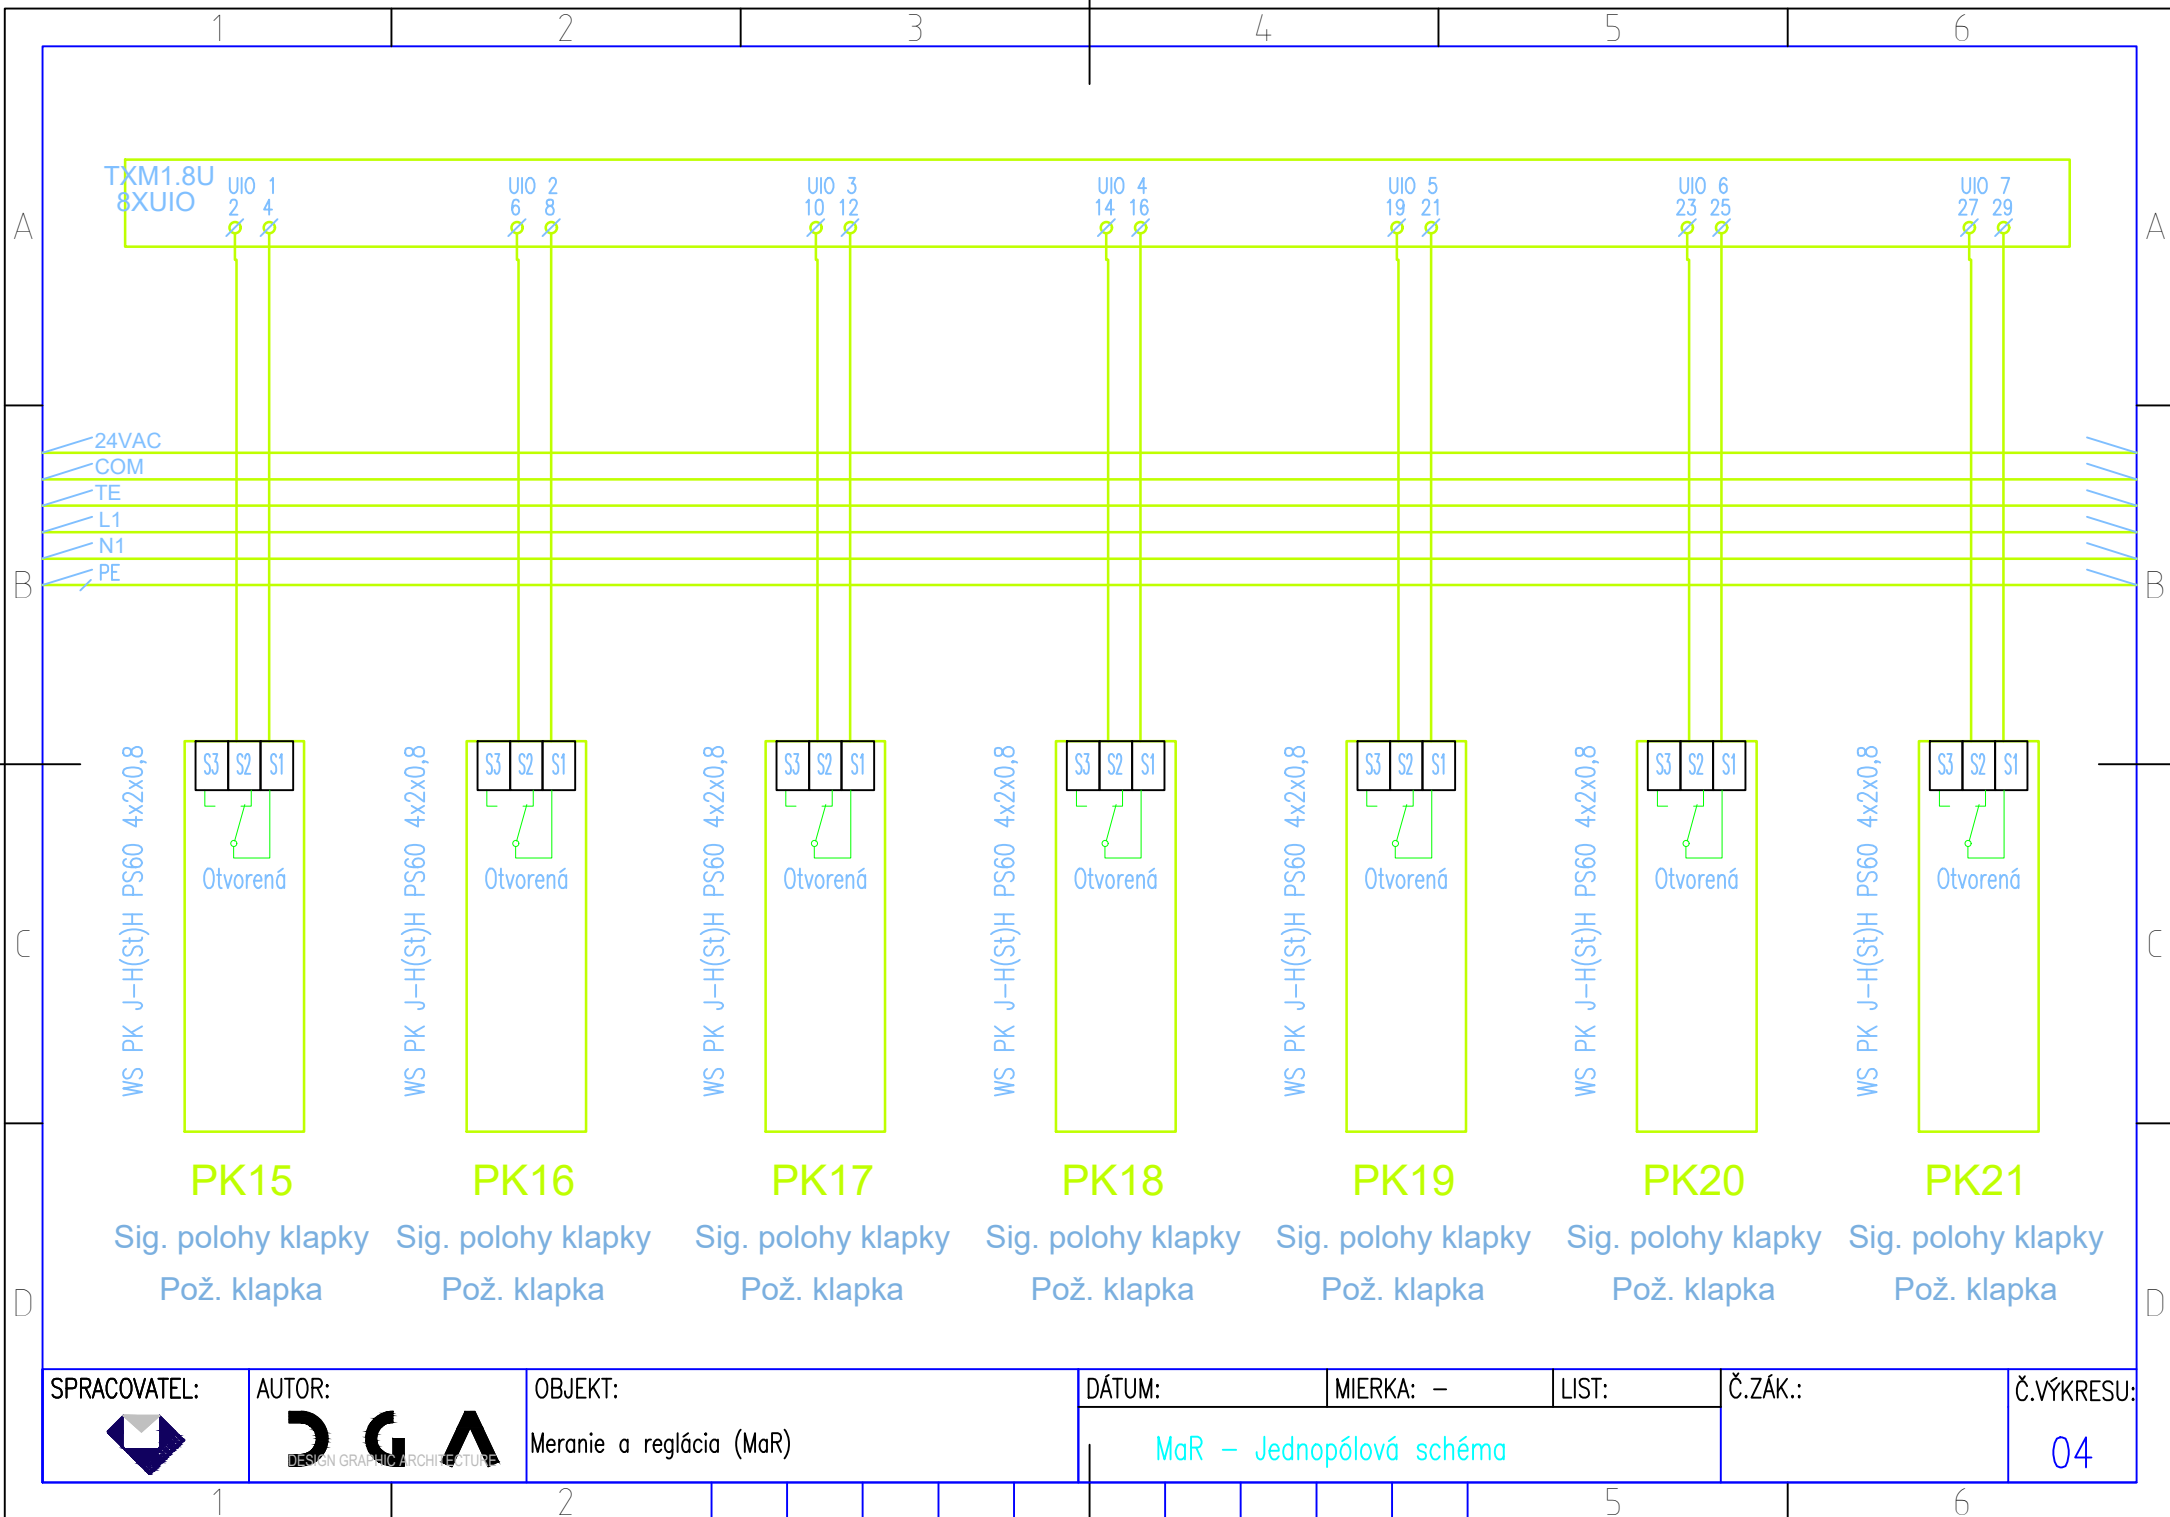 1 2 3 4 5 6
TXM1.8U
8XUIO
UIO 1 UIO 2 UIO 3 UIO 4 UIO 5 UIO 6 UIO 7
2 4 6 8 10 12 14 16 19 21 23 25 27 29
A A
24VAC
COM
TE
L1
N1
PE
B B
S3 S2 S1 S3 S2 S1 S3 S2 S1 S3 S2 S1 S3 S2 S1 S3 S2 S1 S3 S2 S1
Otvorená Otvorená Otvorená Otvorená Otvorená Otvorená Otvorená
WS PK J-H(St)H PS60 4x2x0,8
WS PK J-H(St)H PS60 4x2x0,8
WS PK J-H(St)H PS60 4x2x0,8
WS PK J-H(St)H PS60 4x2x0,8
WS PK J-H(St)H PS60 4x2x0,8
WS PK J-H(St)H PS60 4x2x0,8
WS PK J-H(St)H PS60 4x2x0,8
C C
PK15 PK16 PK17 PK18 PK19 PK20 PK21
Sig. polohy klapky Sig. polohy klapky Sig. polohy klapky Sig. polohy klapky Sig. polohy klapky Sig. polohy klapky Sig. polohy klapky
Pož. klapka Pož. klapka Pož. klapka Pož. klapka Pož. klapka Pož. klapka Pož. klapka
D D
SPRACOVATEL:
AUTOR:
DGA
DESIGN GRAPHIC ARCHITECTURE
OBJEKT:
Meranie a reglácia (MaR)
DÁTUM:
MIERKA: -
LIST:
Č.ZÁK.:
Č.VÝKRESU:
MaR - Jednopólová schéma
04
1 2 5 6